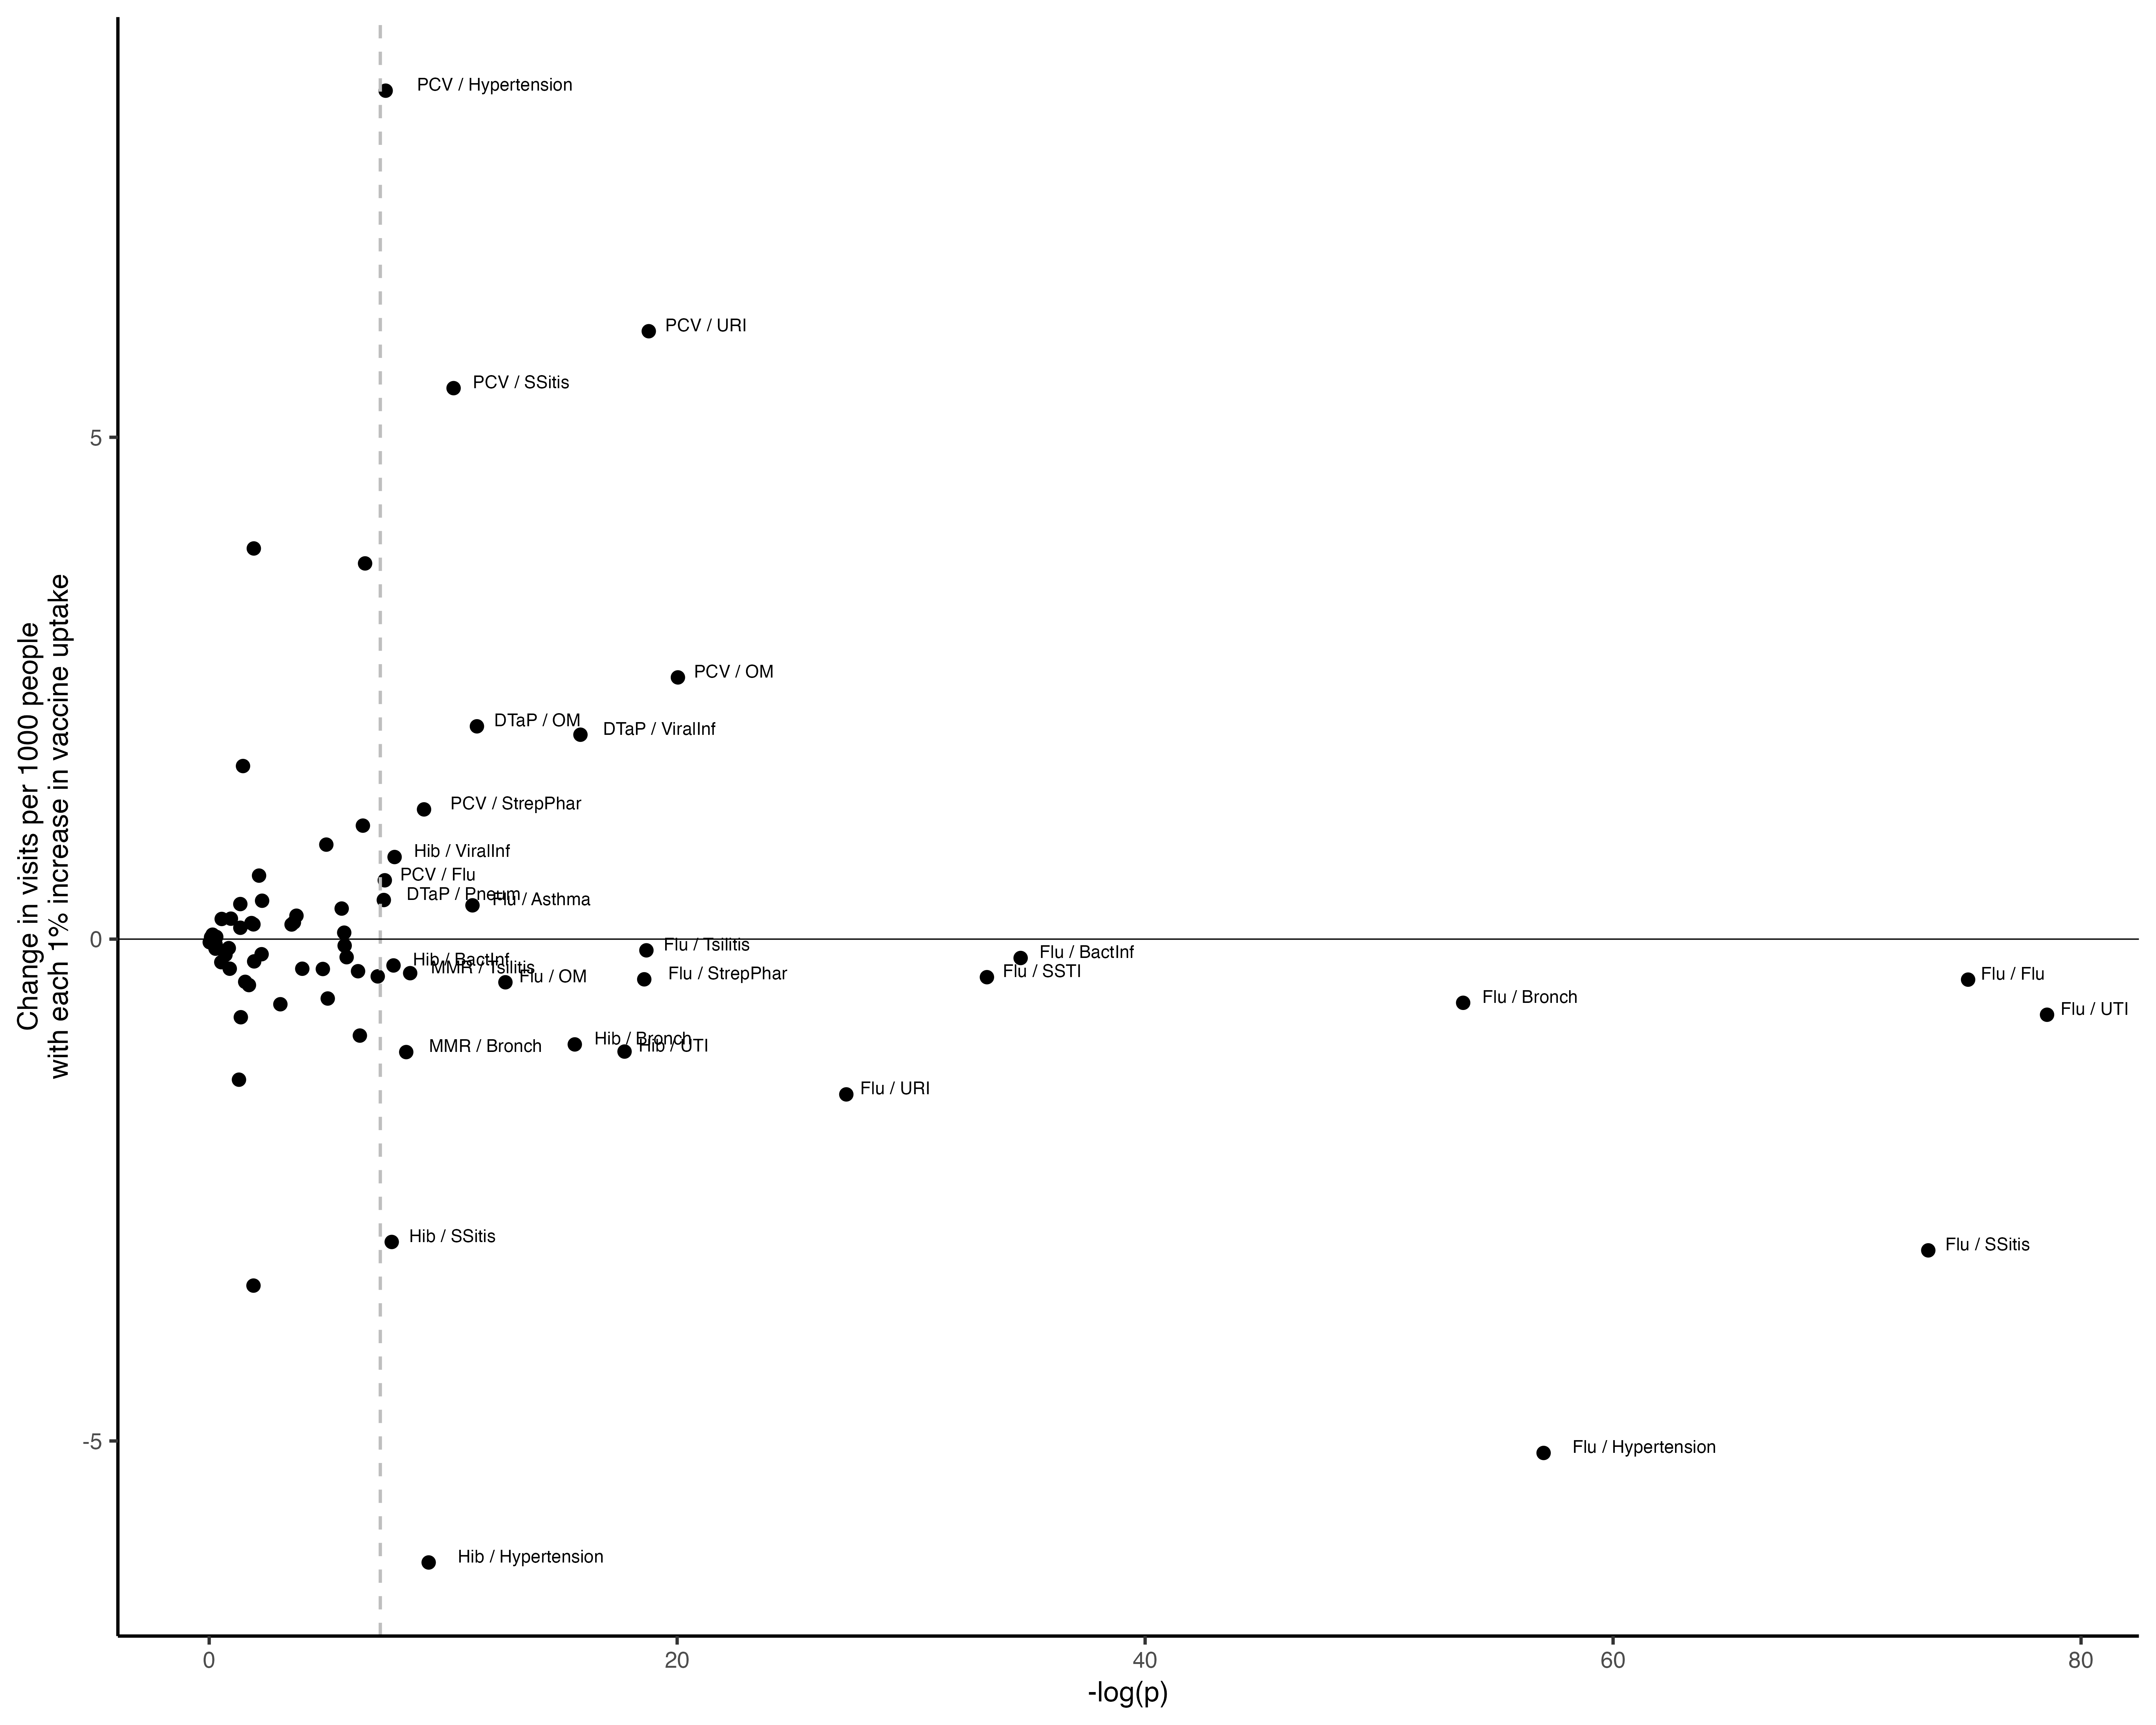 PCV / Hypertension
PCV / URI
PCV / SSitis
5
PCV / OM
DTaP / OM
DTaP / ViralInf
PCV / StrepPhar
Hib / ViralInf
PCV / Flu
DTaP / Pneum
Flu / Asthma
0
Flu / Tsilitis
Flu / BactInf
Hib / BactInf
MMR / Tsilitis
Flu / OM
Flu / StrepPhar
Flu / SSTI
Flu / Flu
Flu / Bronch
Flu / UTI
MMR / Bronch
Hib / Bronch
Hib / UTI
Flu / URI
Hib / SSitis
Flu / SSitis
-5
Flu / Hypertension
Hib / Hypertension
0
20
40
60
80
-log(p)
Change in visits per 1000 people
with each 1% increase in vaccine uptake